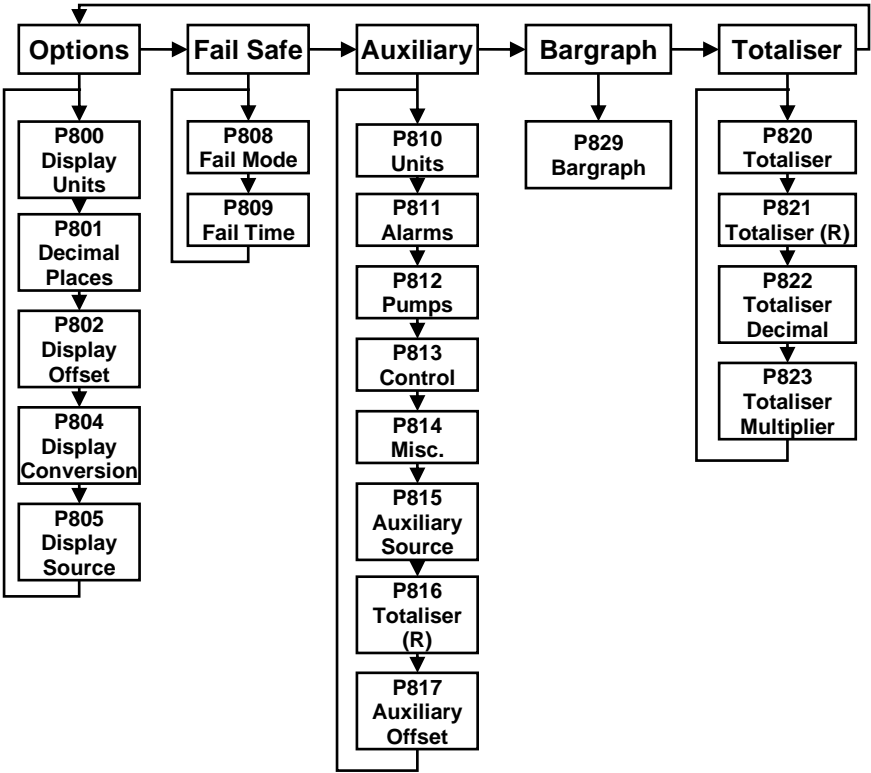 Options
Fail Safe
Auxiliary
Bargraph
Totaliser
P800
Display
Units
P801
Decimal
Places
P802
Display
Offset
P804
Display
Conversion
P805
Display
Source
P808
Fail Mode
P809
Fail Time
P810
Units
P811
Alarms
P812
Pumps
P813
Control
P814
Misc.
P815
Auxiliary
Source
P816
Totaliser
(R)
P817
Auxiliary
Offset
P829
Bargraph
P820
Totaliser
P821
Totaliser (R)
P822
Totaliser
Decimal
P823
Totaliser
Multiplier